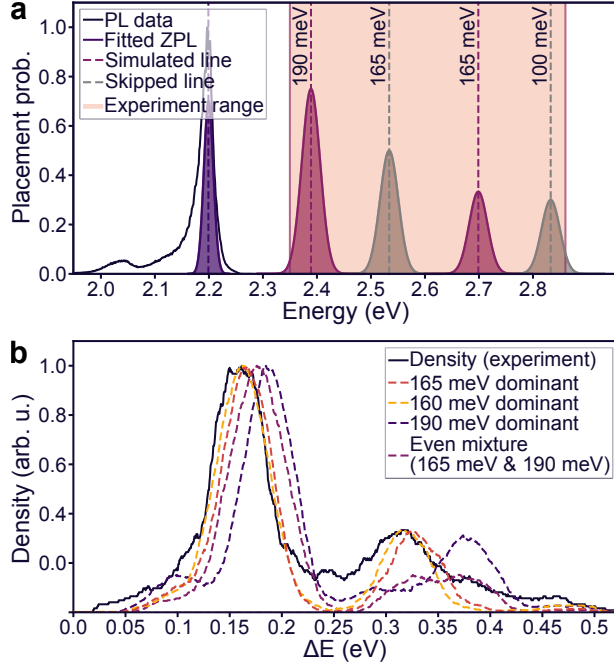 a
PL data
Fitted ZPL
Simulated line
Skipped line
Experiment range
190 meV
165 meV
165 meV
100 meV
Placement prob.
1.0
0.8
0.6
0.4
0.2
0.0
2.0 2.1 2.2 2.3 2.4 2.5 2.6 2.7 2.8
Energy (eV)
b
Density (experiment)
165 meV dominant
160 meV dominant
190 meV dominant
Even mixture
(165 meV & 190 meV)
Density (arb. u.)
1.0
0.8
0.6
0.4
0.2
0.0
0.0 0.05 0.10 0.15 0.2 0.25 0.30 0.35 0.40 0.45 0.5
ΔE (eV)